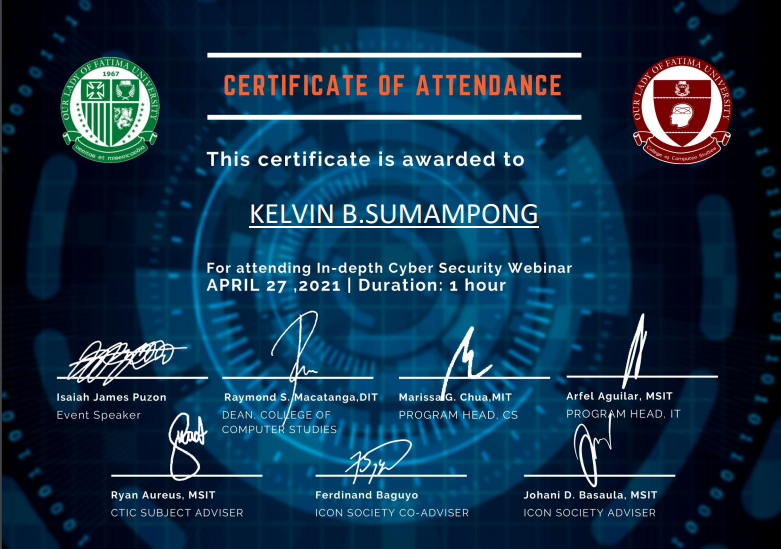 OUR LADY OF FATIMA UNIVERSITY
1967
Veritas et misericordia
OUR LADY OF FATIMA UNIVERSITY
College of Computer Studies
CERTIFICATE OF ATTENDANCE
This certificate is awarded to
KELVIN B.SUMAMPONG
For attending In-depth Cyber Security Webinar
APRIL 27 ,2021 | Duration: 1 hour
Isaiah James Puzon
Event Speaker
Raymond S. Macatanga,DIT
DEAN, COLLEGE OF
COMPUTER STUDIES
Marissa G. Chua,MIT
PROGRAM HEAD, CS
Arfel Aguilar, MSIT
PROGRAM HEAD, IT
Ryan Aureus, MSIT
CTIC SUBJECT ADVISER
Ferdinand Baguyo
ICON SOCIETY CO-ADVISER
Johani D. Basaula, MSIT
ICON SOCIETY ADVISER